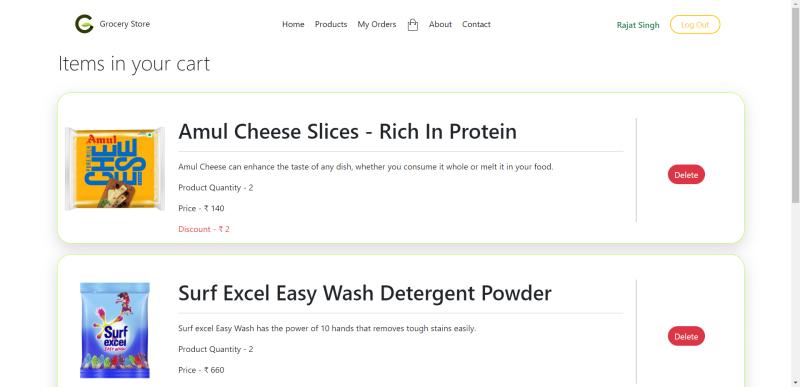 Grocery Store
Home Products My Orders About Contact
Rajat Singh
Log Out
Items in your cart
Amul Cheese Slices - Rich In Protein
Amul
CHEESE
Amul Cheese can enhance the taste of any dish, whether you consume it whole or melt it in your food.
Product Quantity - 2
Price - ₹ 140
Discount - ₹ 2
Delete
Surf Excel Easy Wash Detergent Powder
Surf
excel
EASY WASH
Surf excel Easy Wash has the power of 10 hands that removes tough stains easily.
Product Quantity - 2
Price - ₹ 660
Delete